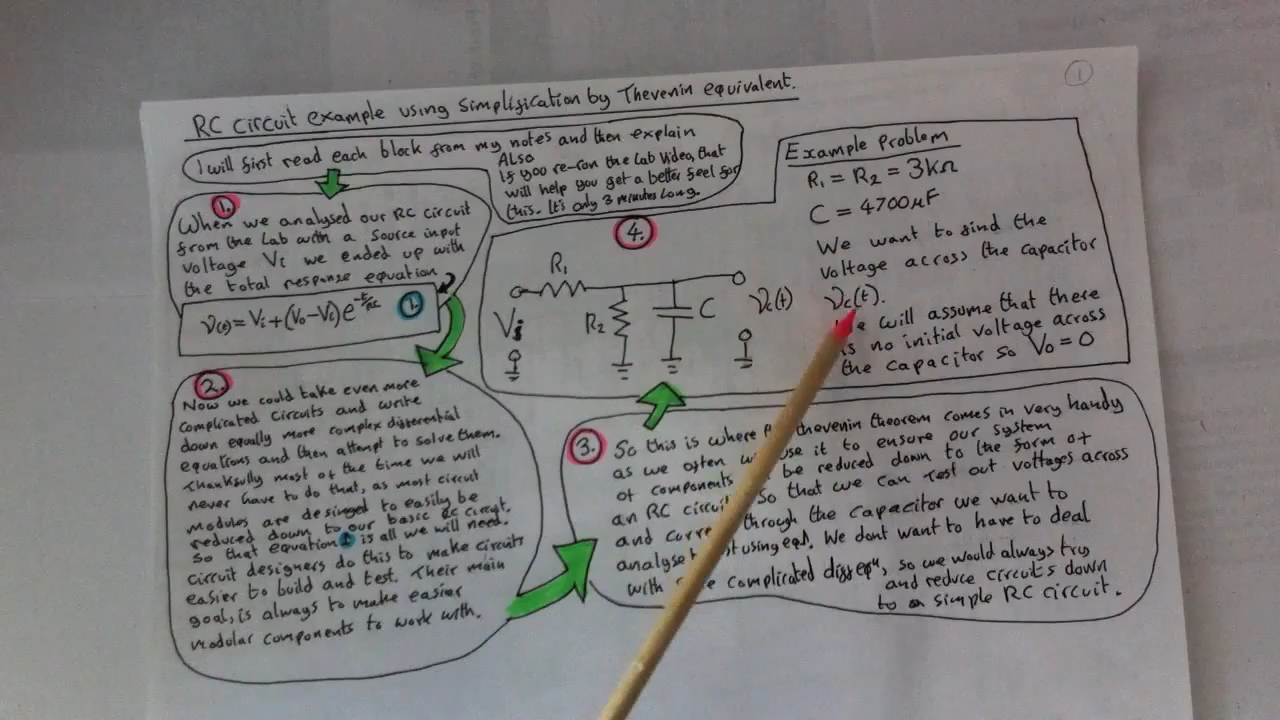 1
RC Circuit example using Simplification by Thevenin equivalent.
I will first read each block from my notes and then explain
Also
If you re-ran the Lab Video, that
will help you get a better feel for
this. It's only 3 minutes long.
1.
When we analysed our RC circuit
from the Lab with a source input
voltage Vi we ended up with
the total response equation
V(t) = Vi + (V0 - Vi) e^-t/RC
1.
2.
Now we could take even more
complicated circuits and write
down equally more complex differential
equations and then attempt to solve them.
Thankfully most of the time we will
never have to do that, as most circuit
modules are designed to easily be
reduced down to our basic RC circuit.
So that equation 1 is all we will need.
Circuit designers do this to make circuits
easier to build and test. Their main
goal, is always to make easier
modular components to work with.
3.
So this is where thevenin theorem comes in very handy
as we often use it to ensure our system
of components be reduced down to the form of
an RC circuit So that we can test out voltages across
and through the capacitor we want to
analyse using eq1. We dont want to have to deal
with complicated diff eqn, so we would always try
and reduce circuits down
to a simple RC circuit.
4.
R1
R2
C
Vi
Vc(t)
Example Problem
R1 = R2 = 3kΩ
C = 4700μF
We want to find the
voltage across the capacitor
Vc(t).
We will assume that there
is no initial voltage across
the capacitor so V0 = 0